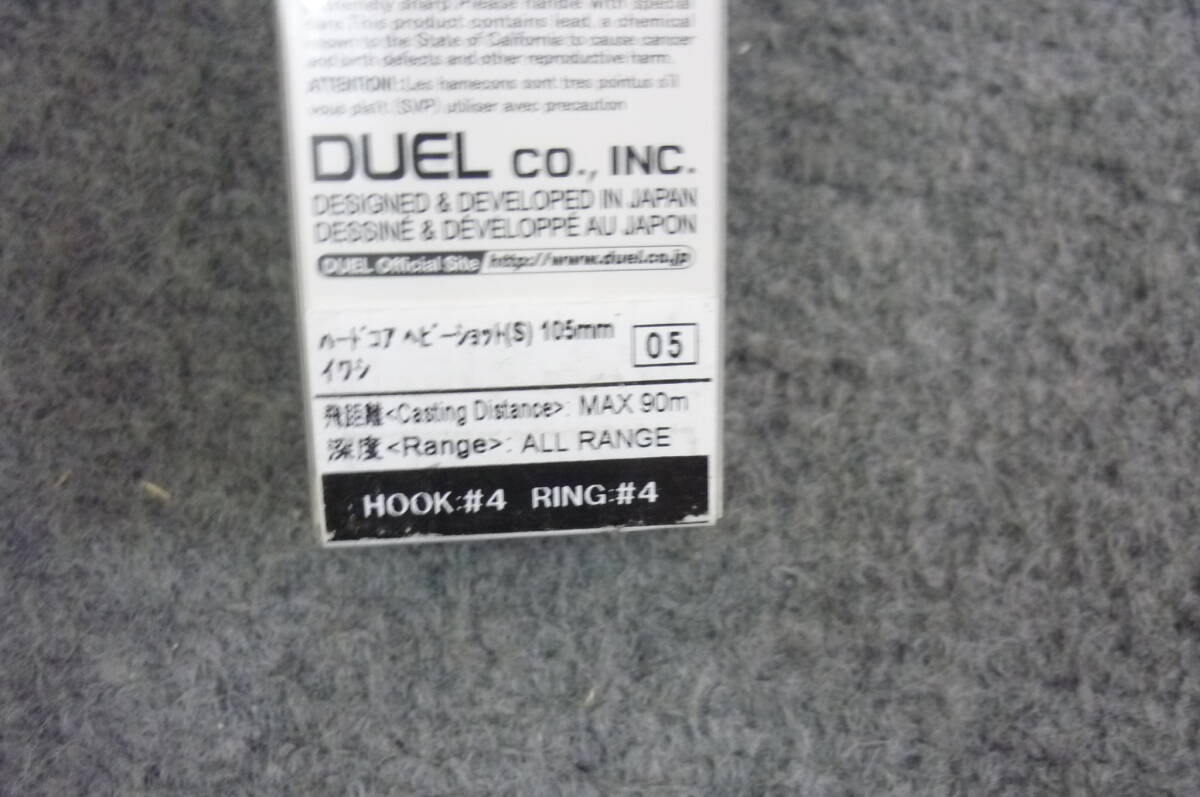 extremely sharp. Please handle with special
care. This product contains lead, a chemical
known to the State of California to cause cancer
and birth defects and other reproductive harm.
ATTENTION: Les hamecons sont tres pointus s'il
vous plait (SVP) utiliser avec precaution
DUEL CO., INC.
DESIGNED & DEVELOPED IN JAPAN
DESSINÉ & DÉVELOPPÉ AU JAPON
DUEL Official Site http://www.duel.co.jp
ﾊｰﾄﾞｺｱ ﾍﾋﾞｰｼｮｯﾄ(S) 105mm 05
ｲﾜｼ
飛距離<Casting Distance>: MAX 90m
深度<Range>: ALL RANGE
HOOK:#4 RING:#4